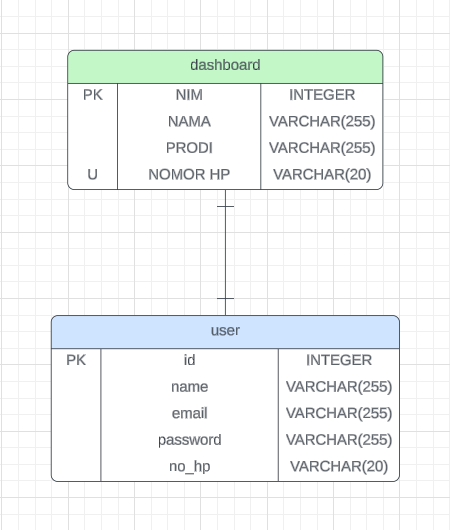 dashboard
PK NIM INTEGER
NAMA VARCHAR(255)
PRODI VARCHAR(255)
U NOMOR HP VARCHAR(20)
user
PK id INTEGER
name VARCHAR(255)
email VARCHAR(255)
password VARCHAR(255)
no_hp VARCHAR(20)